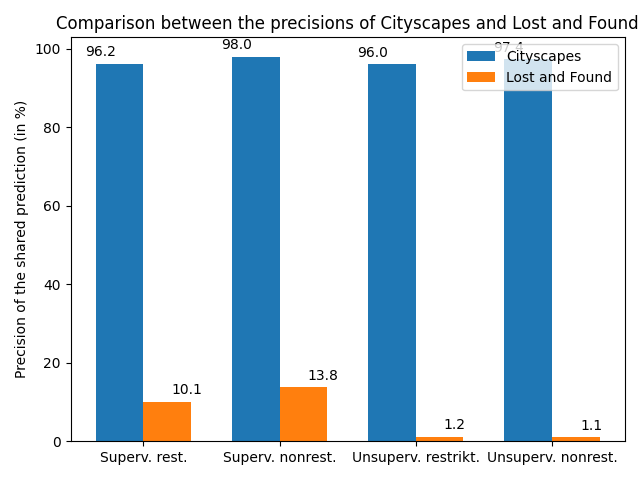 Comparison between the precisions of Cityscapes and Lost and Found
Precision of the shared prediction (in %)
100
80
60
40
20
0
96.2
98.0
96.0
97.4
10.1
13.8
1.2
1.1
Cityscapes
Lost and Found
Superv. rest.
Superv. nonrest.
Unsuperv. restrikt.
Unsuperv. nonrest.